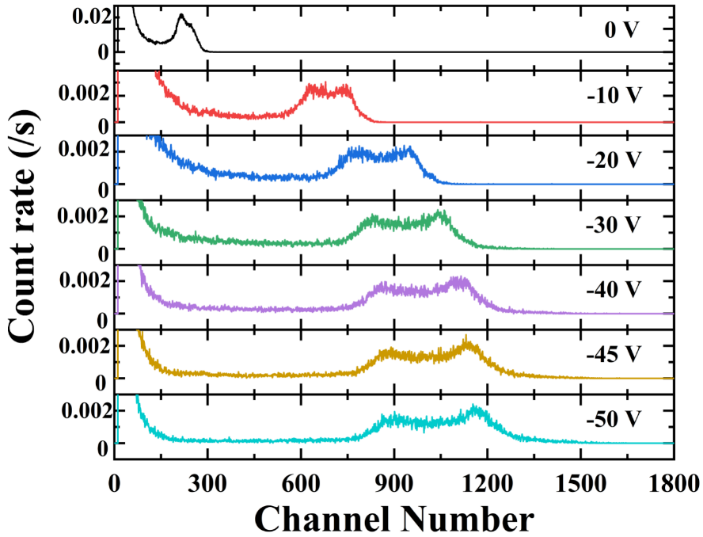 0.02
0
0 V
0.002
0
-10 V
0.002
0
-20 V
0.002
0
-30 V
0.002
0
-40 V
0.002
0
-45 V
0.002
0
-50 V
0 300 600 900 1200 1500 1800
Channel Number
Count rate (/s)